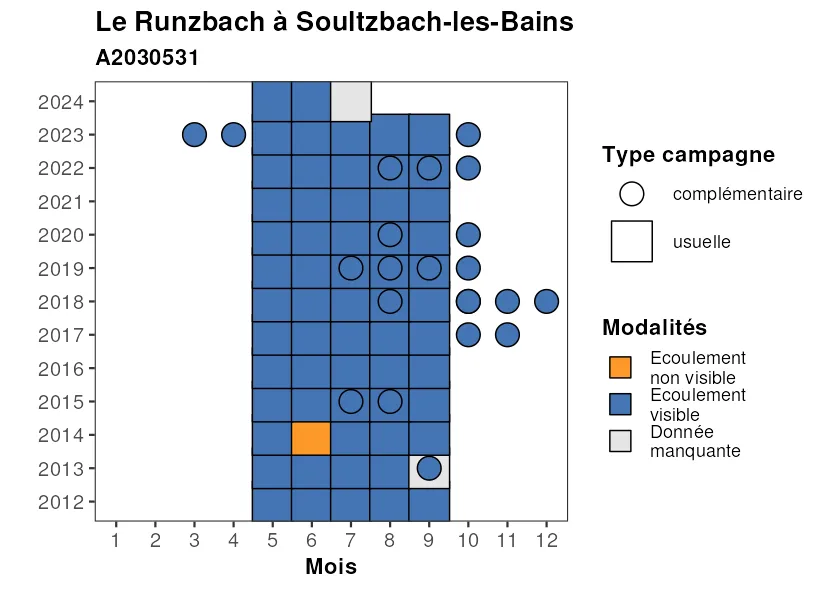 Le Runzbach à Soultzbach-les-Bains
A2030531
2024
2023
2022
2021
2020
2019
2018
2017
2016
2015
2014
2013
2012
1 2 3 4 5 6 7 8 9 10 11 12
Mois
Type campagne
complémentaire
usuelle
Modalités
Ecoulement
non visible
Ecoulement
visible
Donnée
manquante